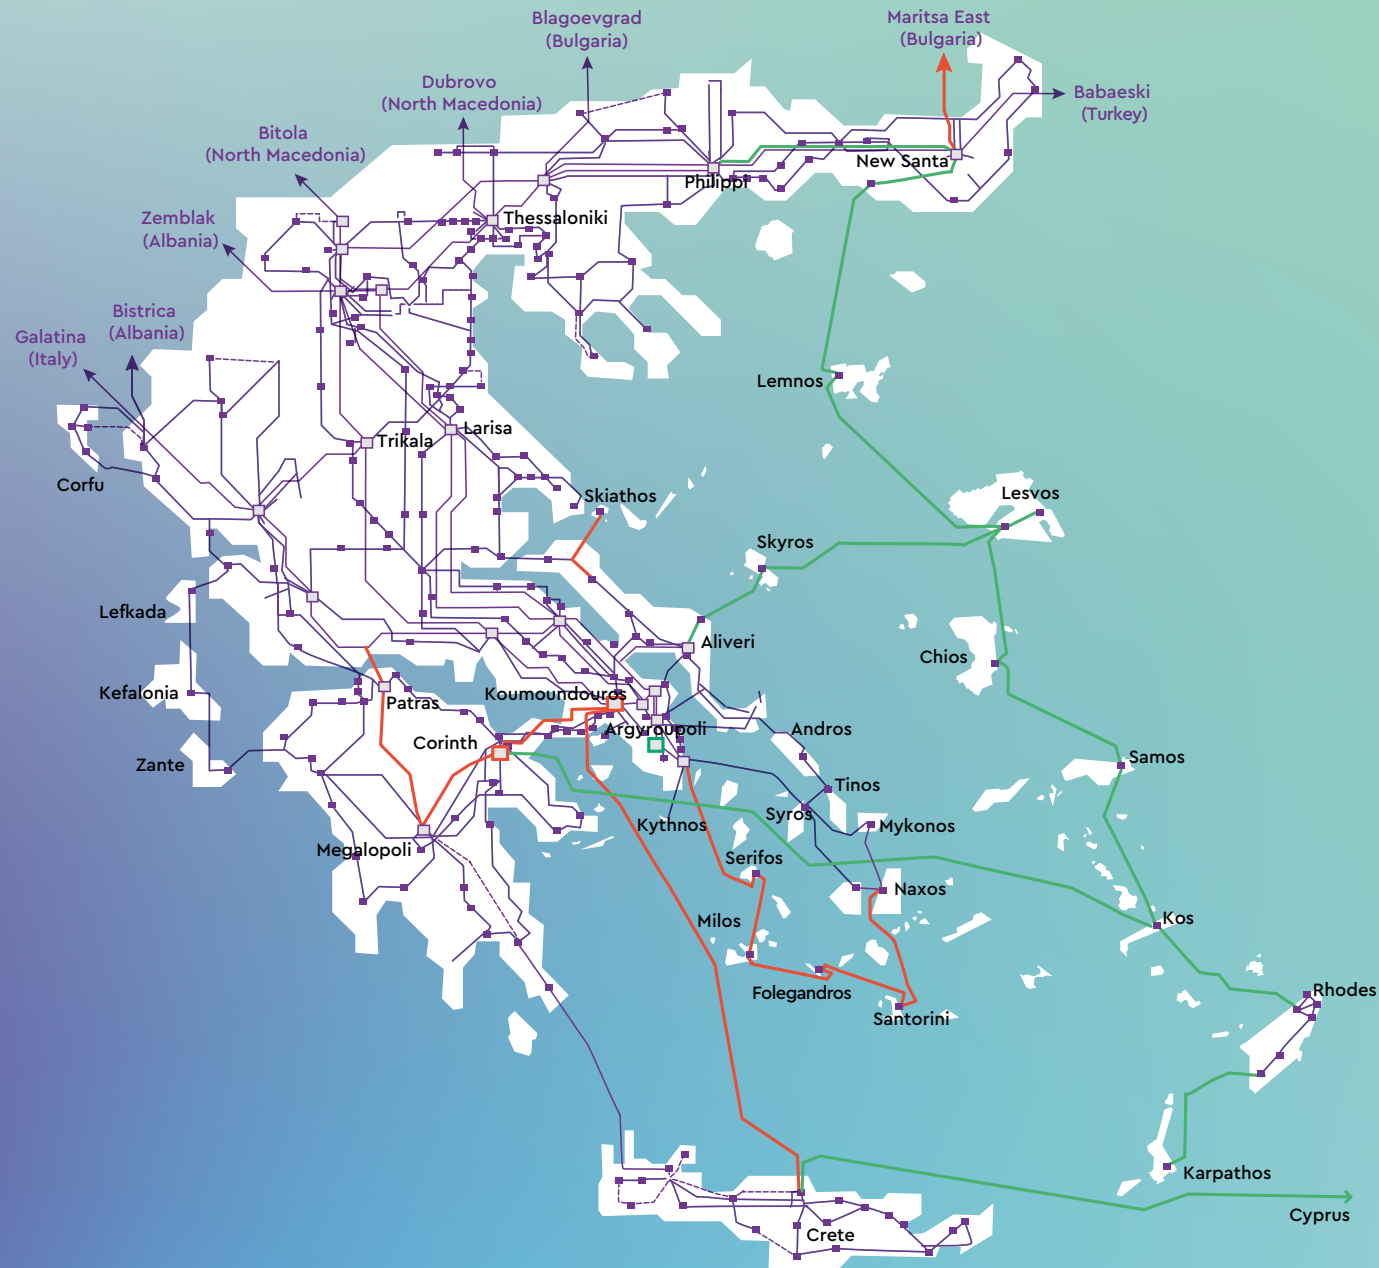 Blagoevgrad
(Bulgaria)
Maritsa East
(Bulgaria)
Dubrovo
(North Macedonia)
Babaeski
(Turkey)
Bitola
(North Macedonia)
New Santa
Philippi
Zemblak
(Albania)
Thessaloniki
Bistrica
(Albania)
Galatina
(Italy)
Lemnos
Larisa
Trikala
Corfu
Skiathos
Lesvos
Skyros
Lefkada
Aliveri
Chios
Kefalonia
Koumoundouros
Patras
Argyroupoli
Andros
Corinth
Samos
Zante
Tinos
Syros
Kythnos
Mykonos
Megalopoli
Serifos
Naxos
Milos
Kos
Folegandros
Rhodes
Santorini
Karpathos
Cyprus
Crete